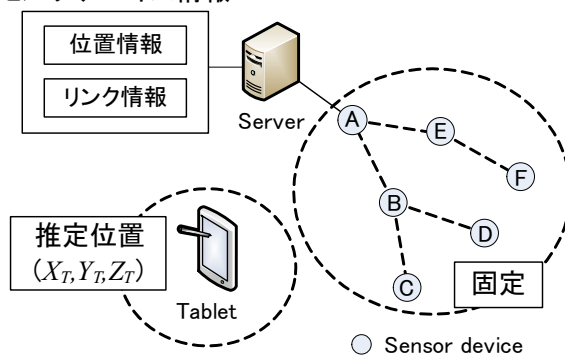 位置情報
リンク情報
Server
A
E
F
B
D
C
推定位置
(X_T,Y_T,Z_T)
Tablet
固定
Sensor device